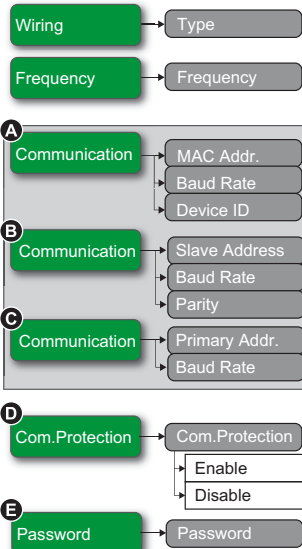 Wiring Type
Frequency Frequency
A
Communication MAC Addr.
Baud Rate
Device ID
B
Communication Slave Address
Baud Rate
Parity
C
Communication Primary Addr.
Baud Rate
D
Com.Protection Com.Protection
Enable
Disable
E
Password Password